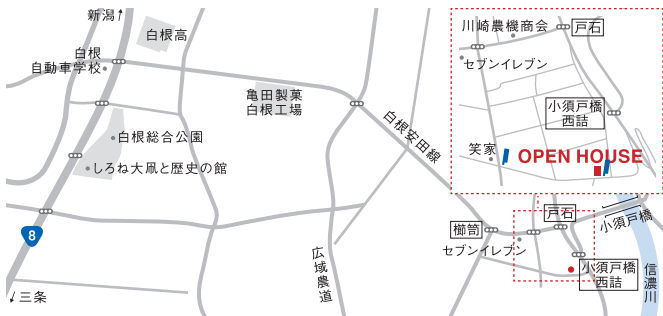 新潟↑
白根高
白根
自動車学校
亀田製菓
白根工場
白根総合公園
しろね大凧と歴史の館
8
↙三条
広域農道
白根安田線
川崎農機商会
戸石
セブンイレブン
小須戸橋
西詰
笑家
OPEN HOUSE
戸石
櫛笥
セブンイレブン
小須戸橋
小須戸橋
西詰
信濃川